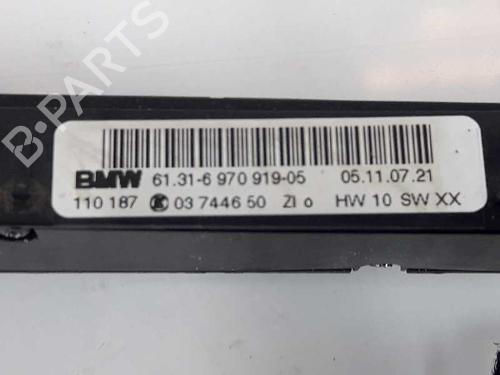 B-PARTS
BMW 61.31-6 970 919-05 05.11.07.21
110 187 03 7446 50 ZI o HW 10 SW XX